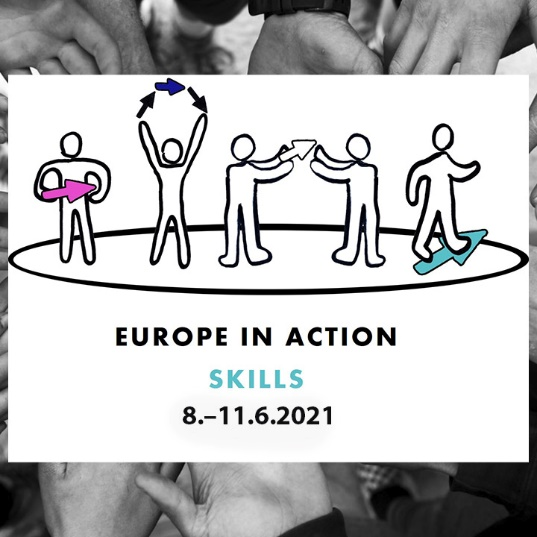 EUROPE IN ACTION
SKILLS
8.–11.6.2021